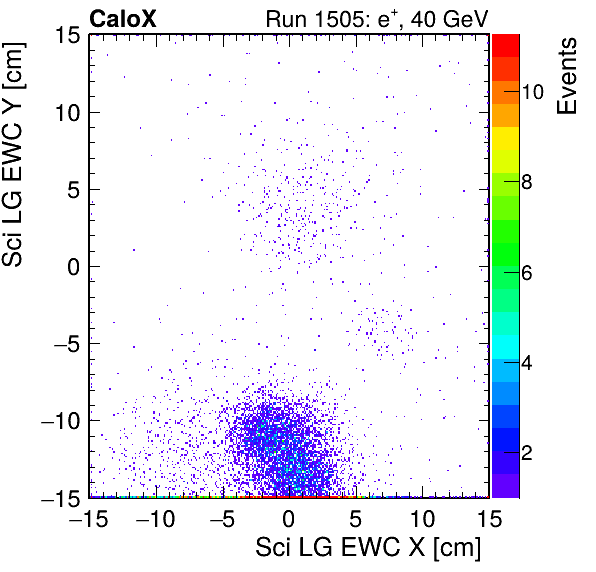 CaloX Run 1505: e⁺, 40 GeV
Sci LG EWC Y [cm]
15
10
5
0
−5
−10
−15
−15 −10 −5 0 5 10 15
Sci LG EWC X [cm]
Events
10
8
6
4
2